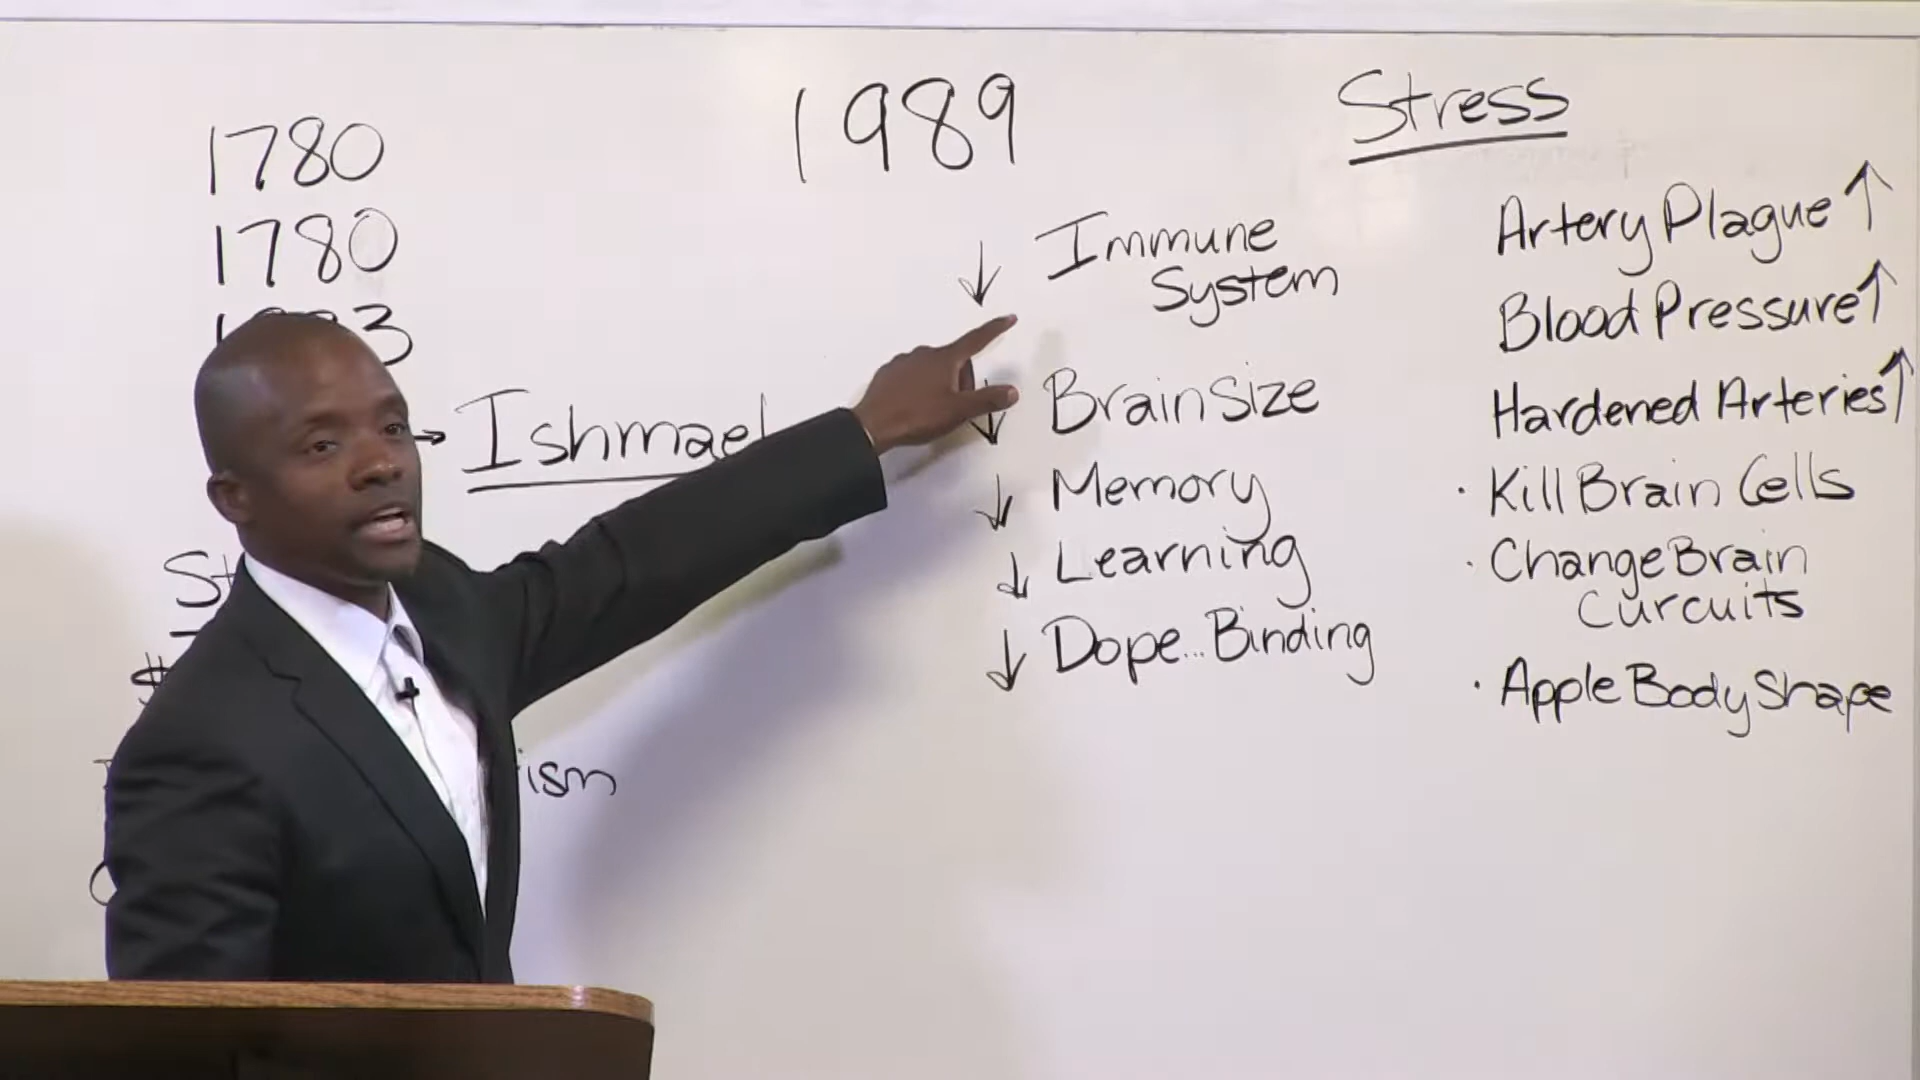 1780
1780
Ishmael
ism
1989
↓ Immune
System
↓ Brain Size
↓ Memory
↓ Learning
↓ Dope... Binding
Stress
Artery Plague ↑
Blood Pressure ↑
Hardened Arteries ↑
· Kill Brain Cells
· Change Brain
Curcuits
· Apple Body Shape